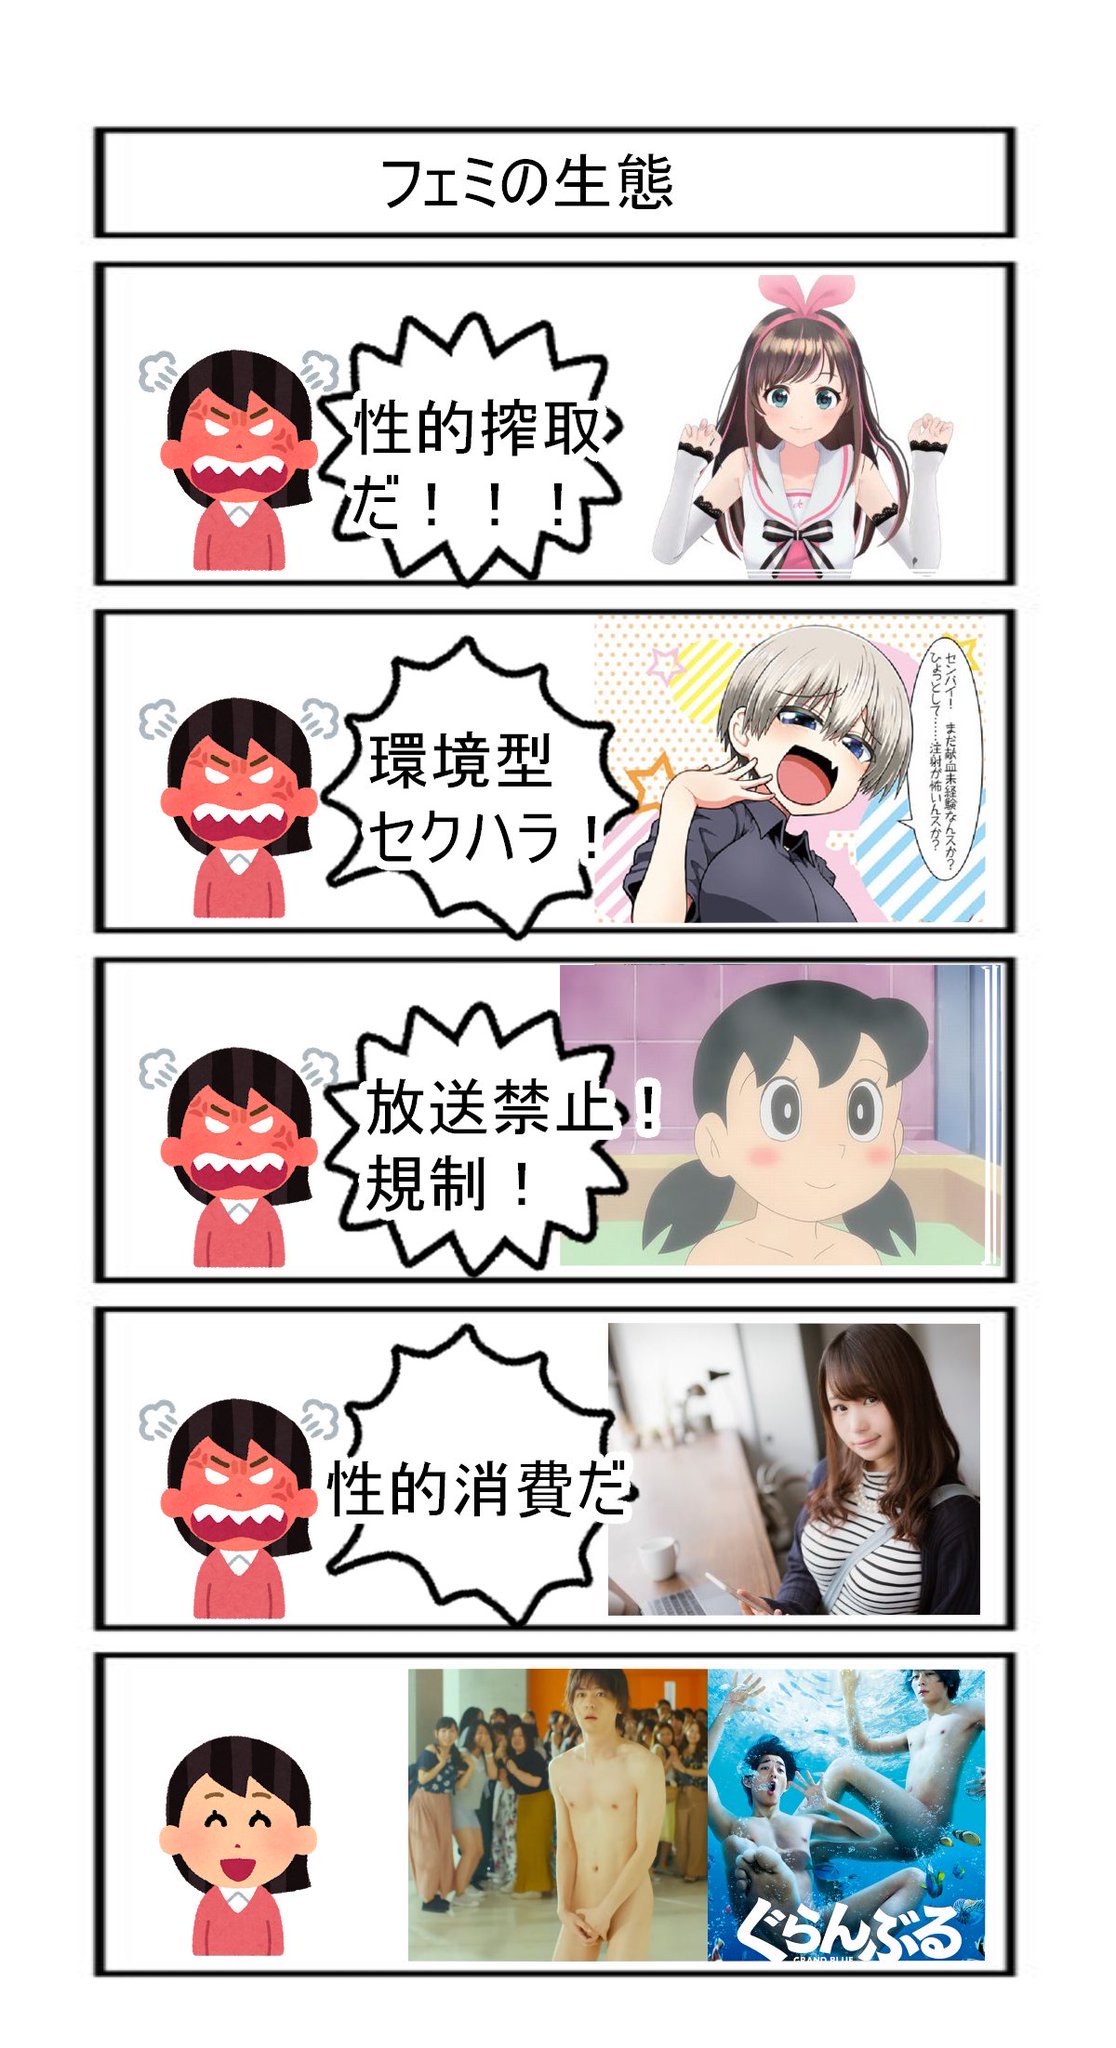 フェミの生態
性的搾取
だ！！！
環境型
セクハラ！
センパイ！　まだ献血未経験なんスか？
ひょっとして……注射が怖いんスか？
放送禁止！
規制！
性的消費だ
ぐらんぶる
GRAND BLUE